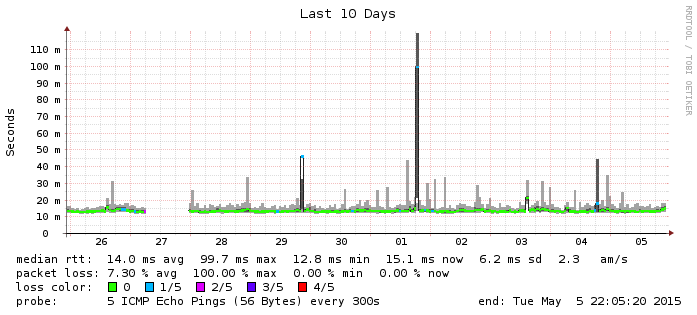 Last 10 Days
RRDTOOL / TOBI OETIKER
Seconds
110 m
100 m
90 m
80 m
70 m
60 m
50 m
40 m
30 m
20 m
10 m
0
26 27 28 29 30 01 02 03 04 05
median rtt: 14.0 ms avg 99.7 ms max 12.8 ms min 15.1 ms now 6.2 ms sd 2.3 am/s
packet loss: 7.30 % avg 100.00 % max 0.00 % min 0.00 % now
loss color: 0 1/5 2/5 3/5 4/5
probe: 5 ICMP Echo Pings (56 Bytes) every 300s end: Tue May 5 22:05:20 2015